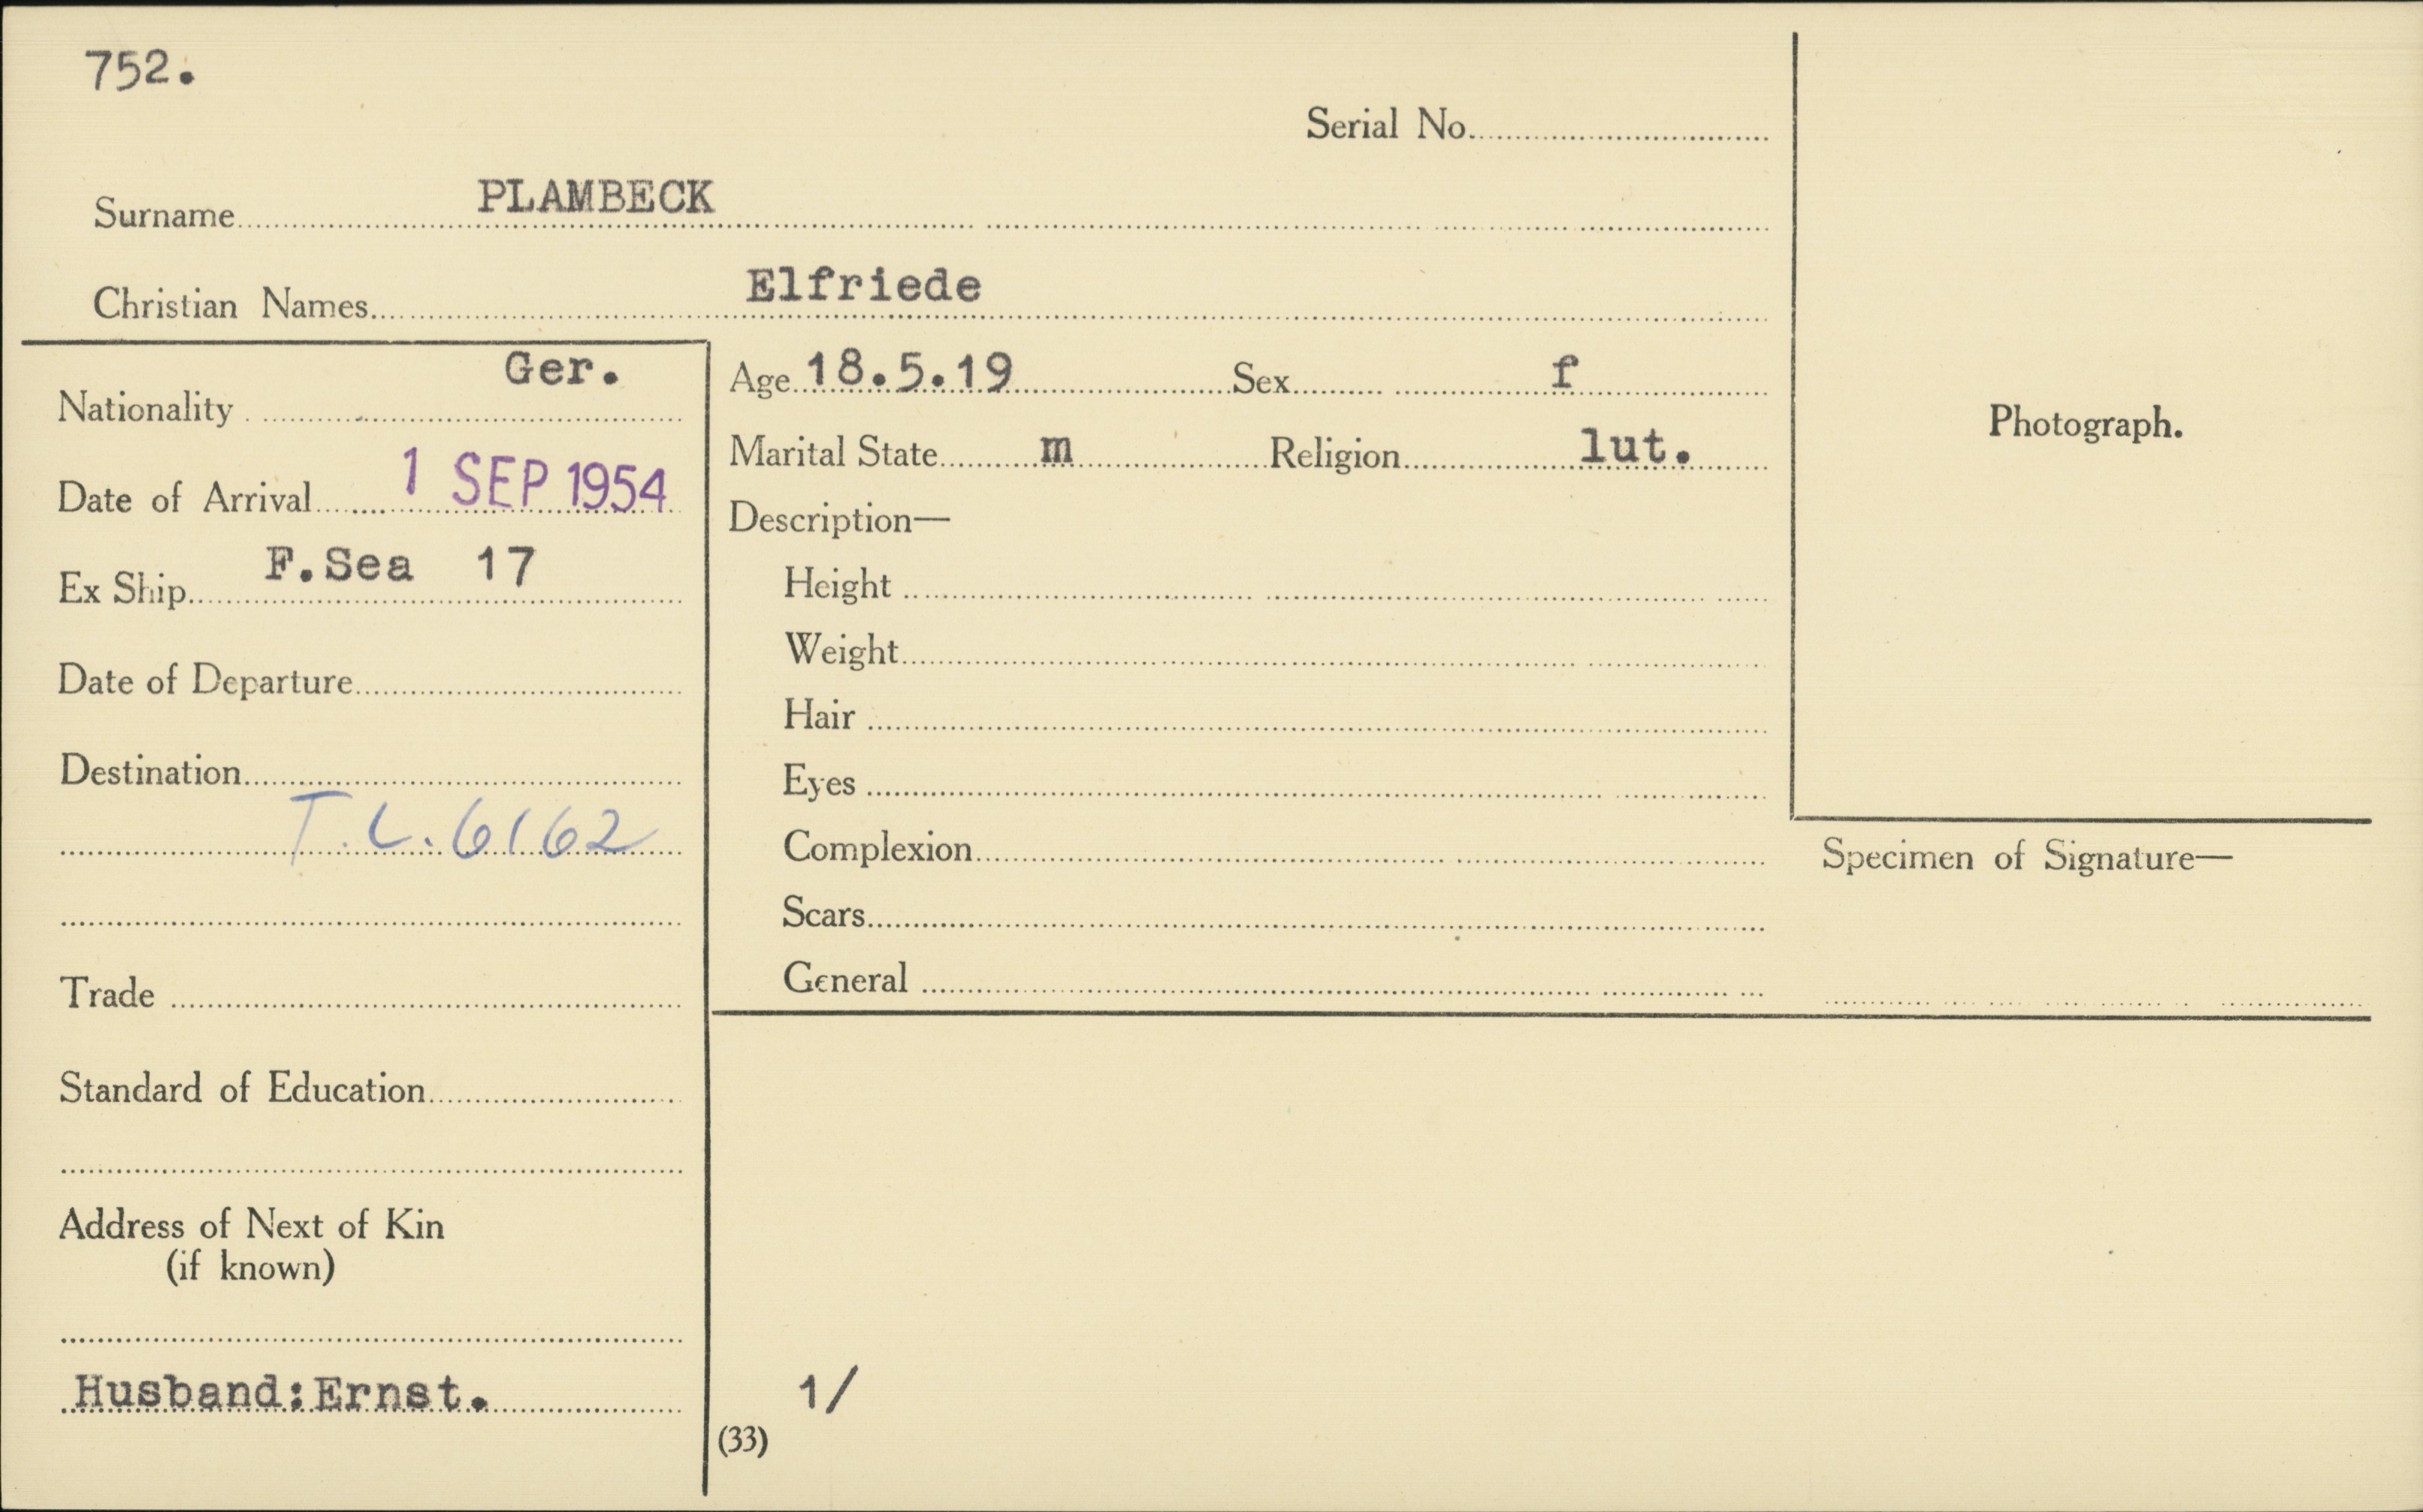 752.
Serial No.
Surname PLAMBECK
Christian Names Elfriede
Nationality Ger.
Date of Arrival 1 SEP 1954
Ex Ship F.Sea 17
Date of Departure
Destination
T.L.6162
Trade
Standard of Education
Address of Next of Kin
(if known)
Husband:Ernst.
Age 18.5.19 Sex f
Marital State m Religion lut.
Description—
Height
Weight
Hair
Eyes
Complexion
Scars
General
1/
(33)
Photograph.
Specimen of Signature—